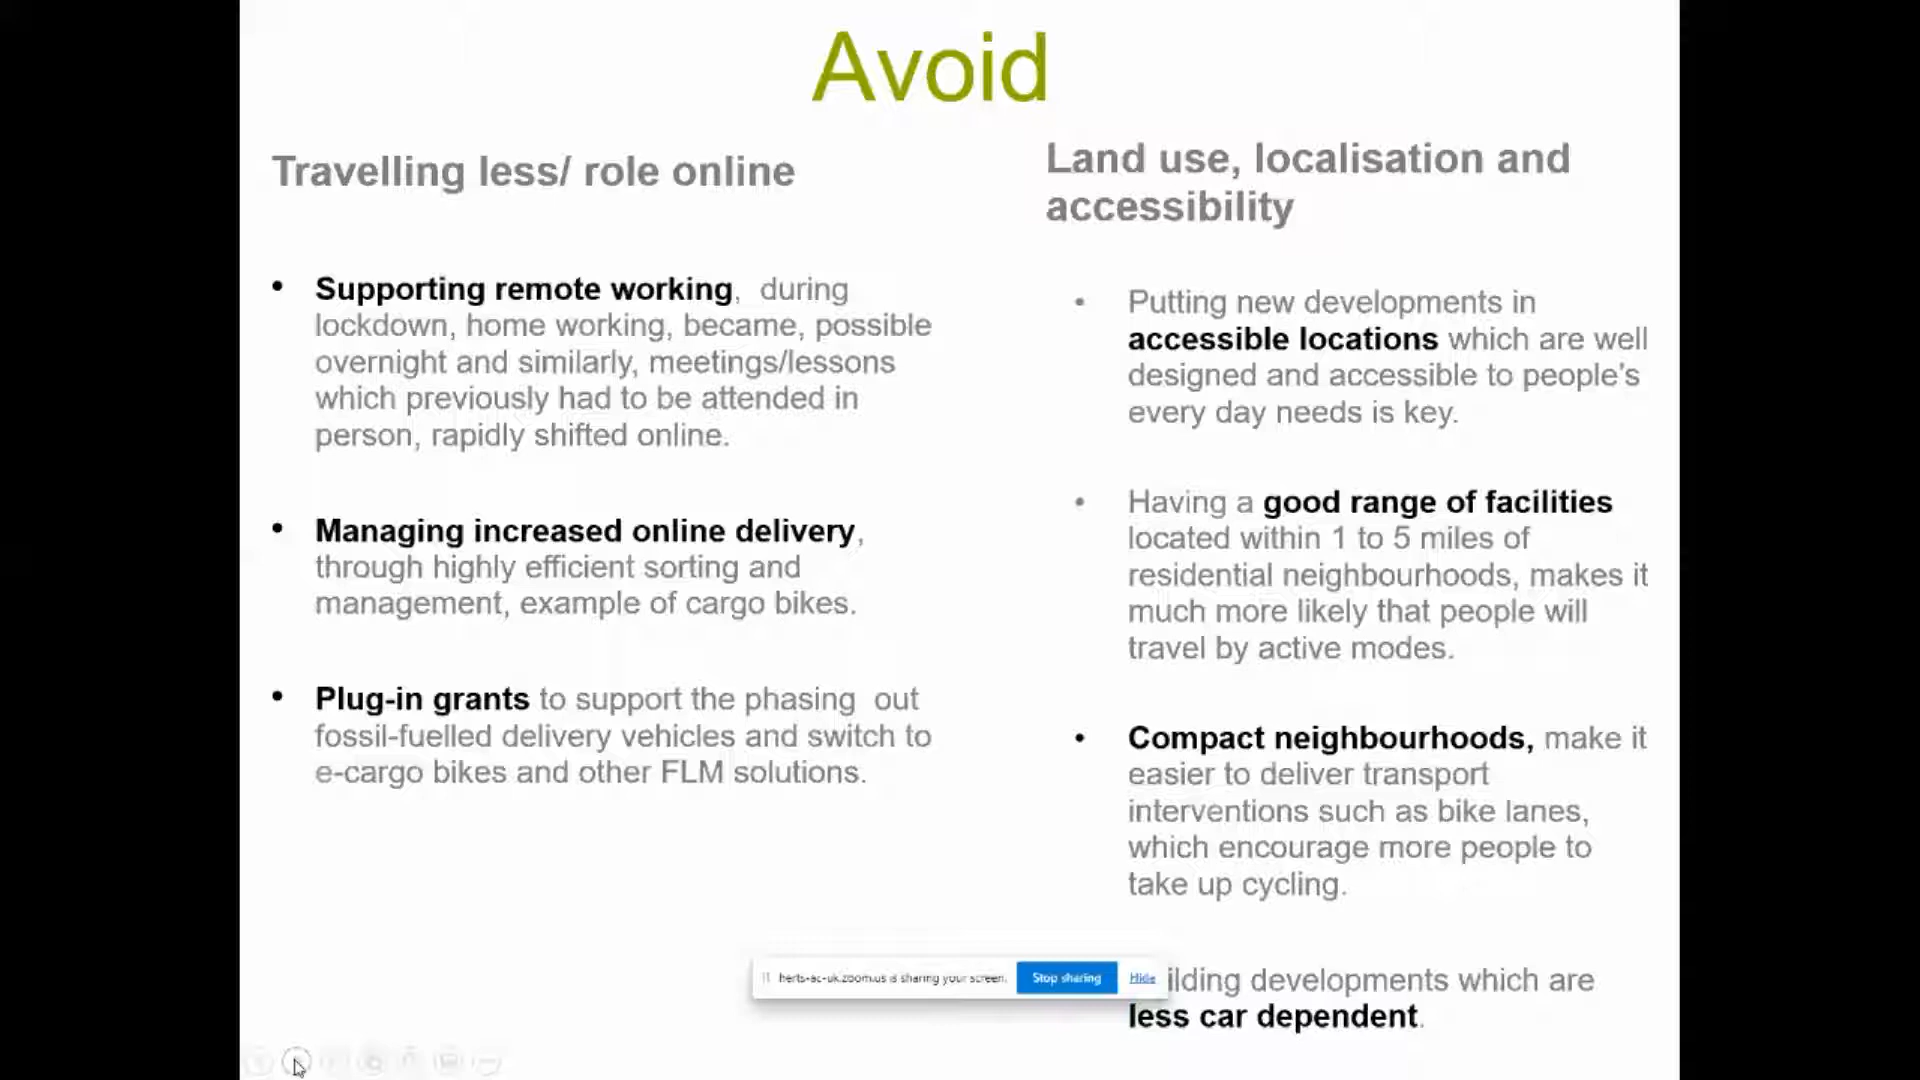 Avoid
Travelling less/ role online
• Supporting remote working, during
lockdown, home working, became, possible
overnight and similarly, meetings/lessons
which previously had to be attended in
person, rapidly shifted online.
• Managing increased online delivery,
through highly efficient sorting and
management, example of cargo bikes.
• Plug-in grants to support the phasing out
fossil-fuelled delivery vehicles and switch to
e-cargo bikes and other FLM solutions.
Land use, localisation and
accessibility
• Putting new developments in
accessible locations which are well
designed and accessible to people's
every day needs is key.
• Having a good range of facilities
located within 1 to 5 miles of
residential neighbourhoods, makes it
much more likely that people will
travel by active modes.
• Compact neighbourhoods, make it
easier to deliver transport
interventions such as bike lanes,
which encourage more people to
take up cycling.
ilding developments which are
less car dependent.
herts-ac-uk.zoom.us is sharing your screen. Stop sharing Hide